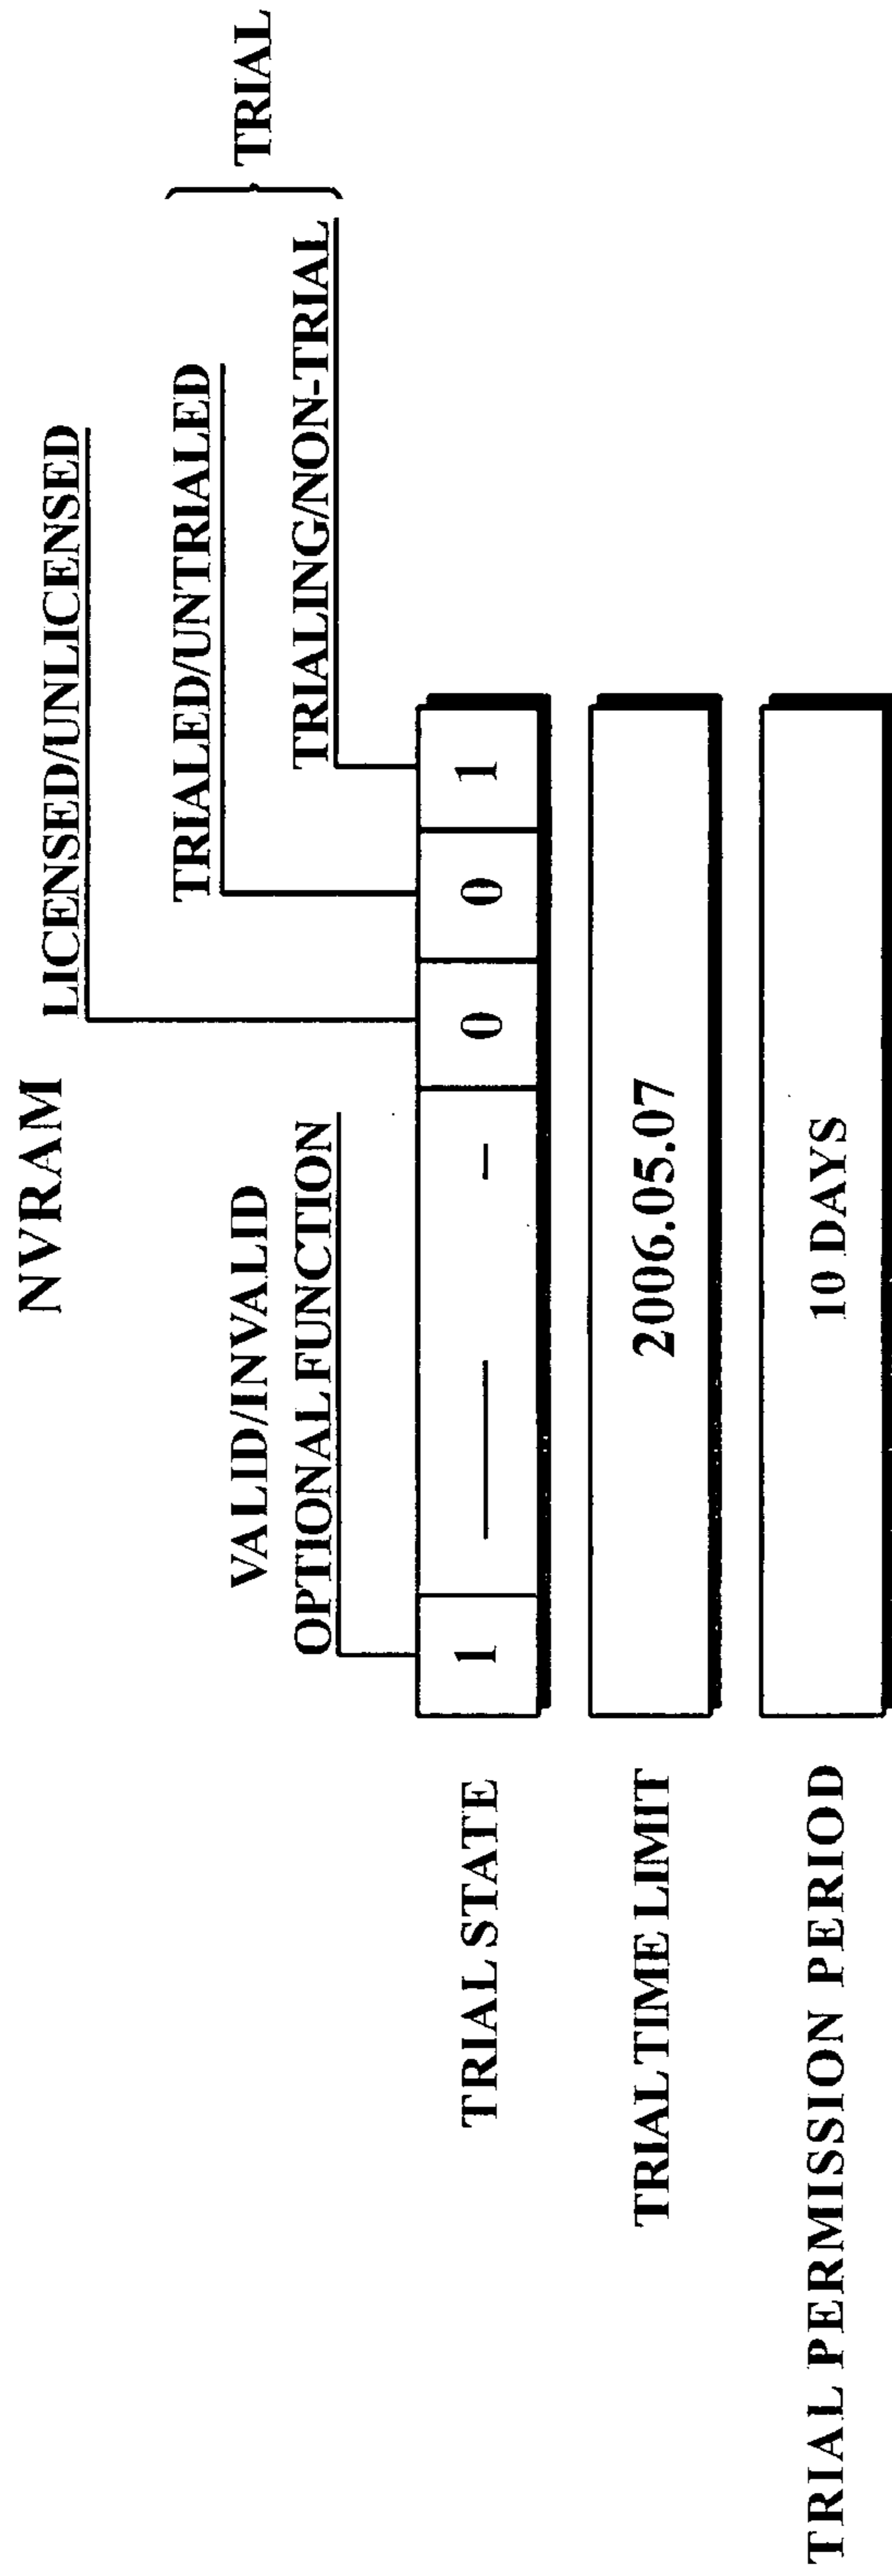 NVRAM
LICENSED/UNLICENSED
TRIALED/UNTRIALED
TRIALING/NON-TRIAL
TRIAL
VALID/INVALID
OPTIONAL FUNCTION
TRIAL STATE
1 — - 0 0 1
TRIAL TIME LIMIT
2006.05.07
TRIAL PERMISSION PERIOD
10 DAYS